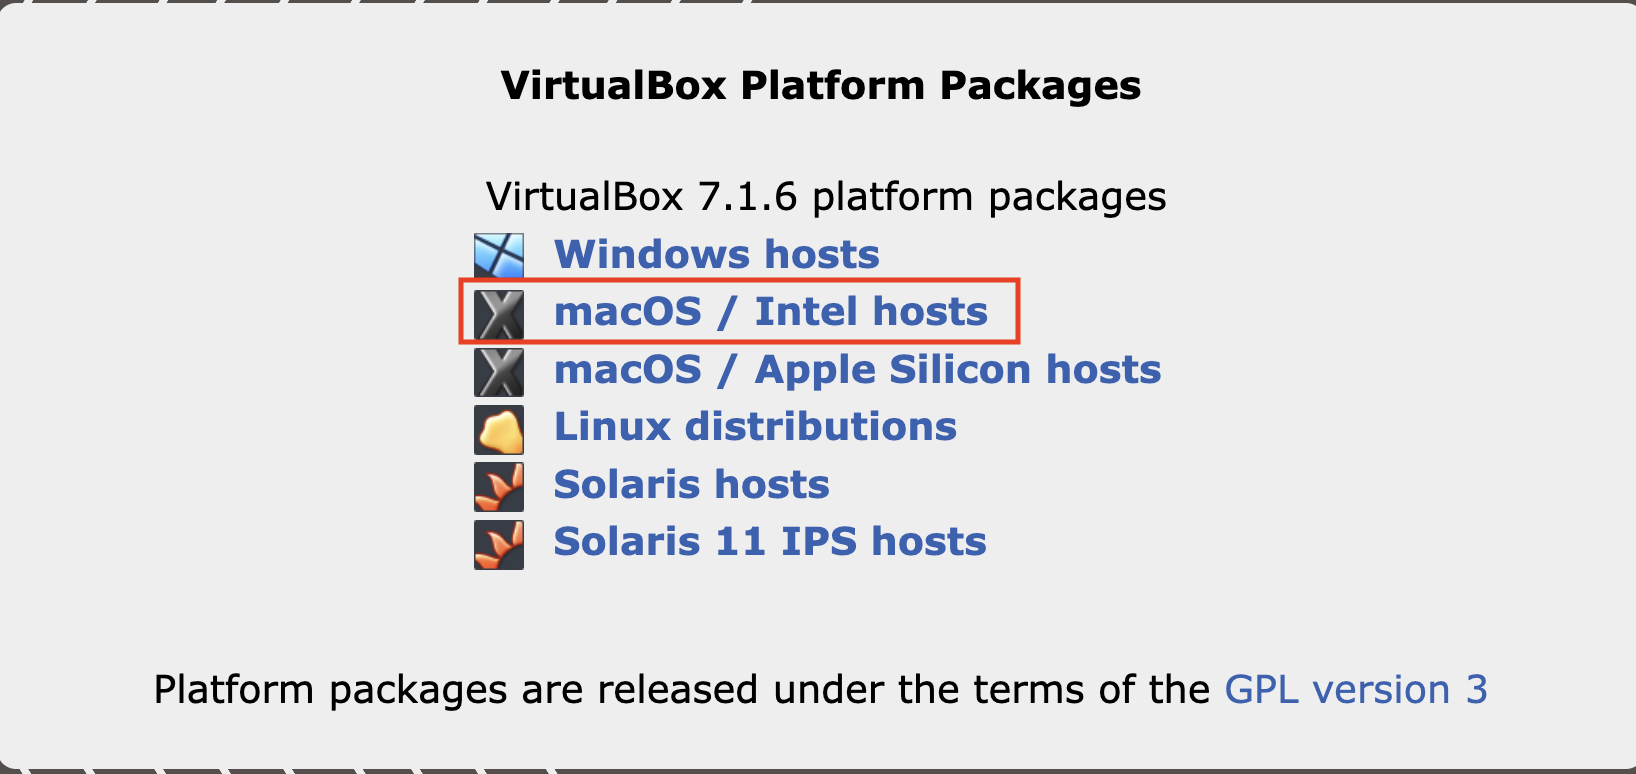 VirtualBox Platform Packages
VirtualBox 7.1.6 platform packages
Windows hosts
macOS / Intel hosts
macOS / Apple Silicon hosts
Linux distributions
Solaris hosts
Solaris 11 IPS hosts
Platform packages are released under the terms of the GPL version 3